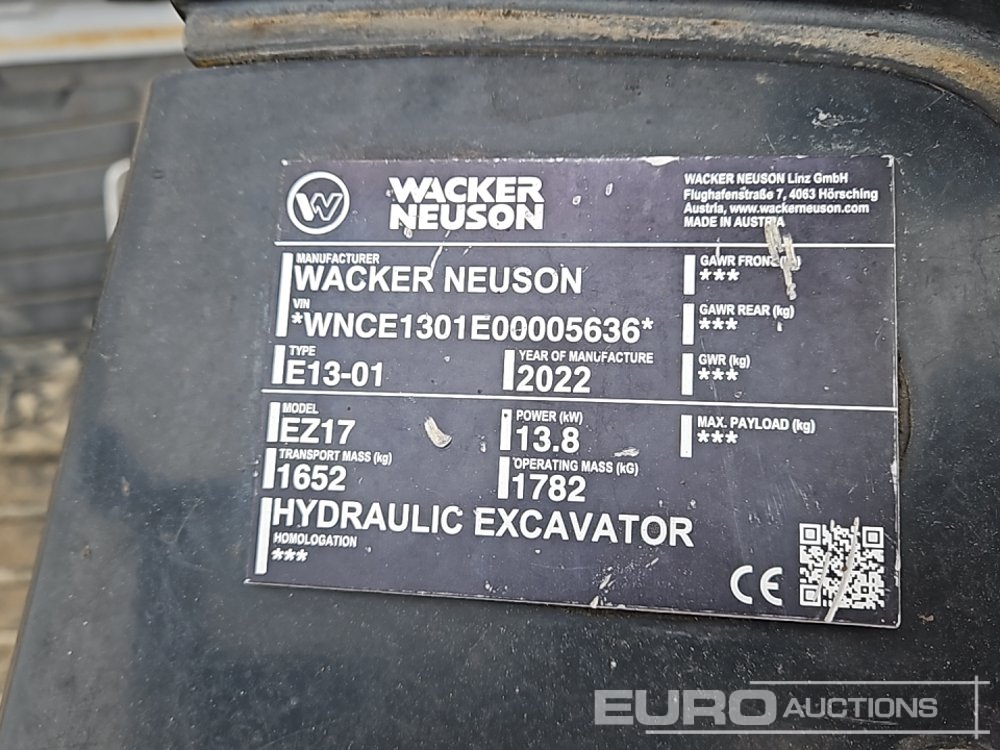 WACKER
NEUSON
WACKER NEUSON Linz GmbH
Flughafenstraße 7, 4063 Hörsching
Austria, www.wackerneuson.com
MADE IN AUSTRIA
MANUFACTURER
WACKER NEUSON
VIN
*WNCE1301E00005636*
TYPE
E13-01
YEAR OF MANUFACTURE
2022
GAWR FRONT (kg)
***
GAWR REAR (kg)
***
GWR (kg)
***
MODEL
EZ17
POWER (kW)
13.8
MAX. PAYLOAD (kg)
***
TRANSPORT MASS (kg)
1652
OPERATING MASS (kG)
1782
HYDRAULIC EXCAVATOR
HOMOLOGATION
***
CE
EURO AUCTIONS